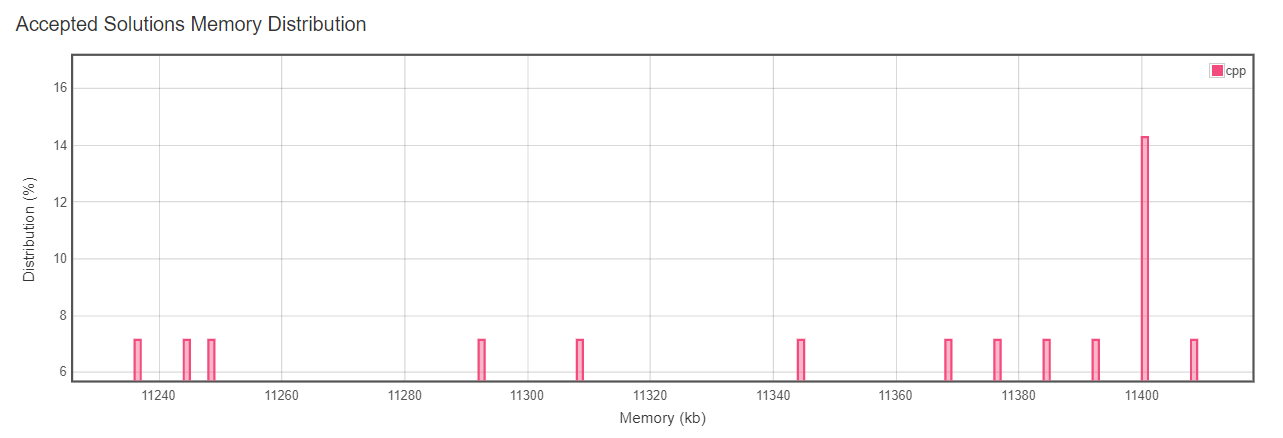 Accepted Solutions Memory Distribution
cpp
16
14
12
10
8
6
Distribution (%)
11240 11260 11280 11300 11320 11340 11360 11380 11400
Memory (kb)